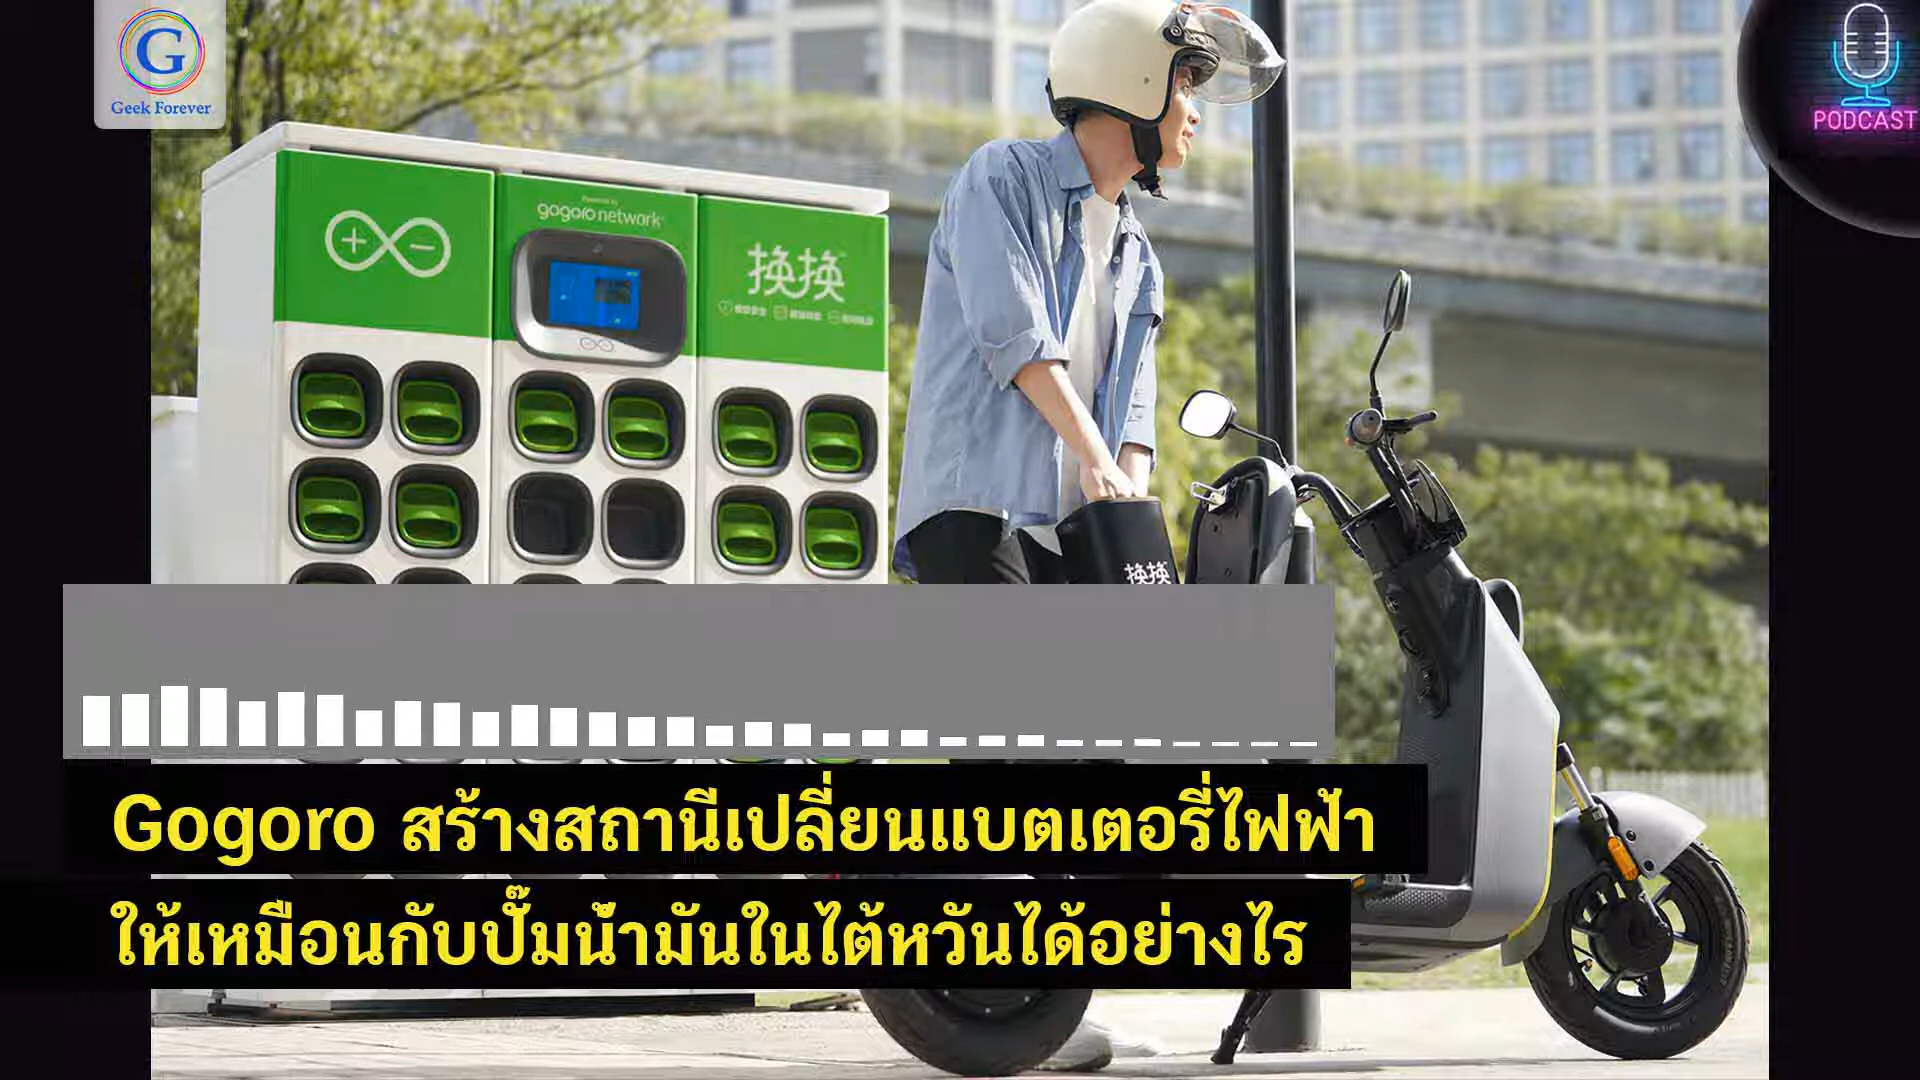 G
Geek Forever
PODCAST
Powered by
gogoro network
换换
换换
Gogoro สร้างสถานีเปลี่ยนแบตเตอรี่ไฟฟ้า
ให้เหมือนกับปั๊มน้ำมันในไต้หวันได้อย่างไร